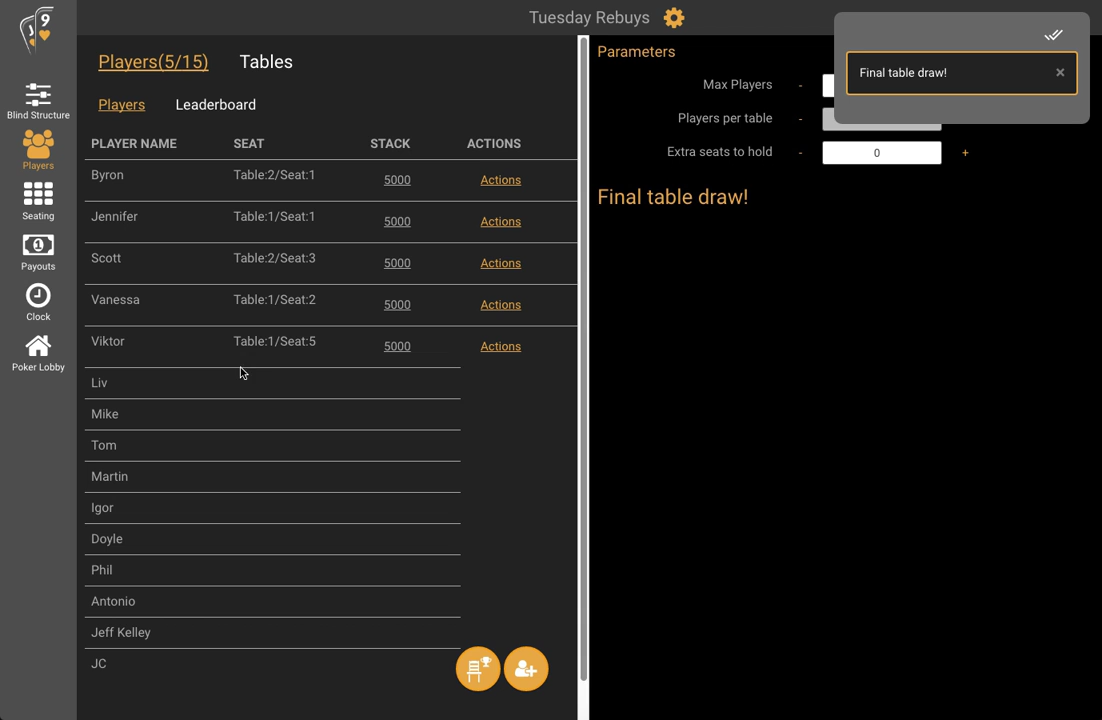 J 9
Tuesday Rebuys
Blind Structure
Players
Seating
1
Payouts
Clock
Poker Lobby
Players(5/15) Tables
Players Leaderboard
PLAYER NAME SEAT STACK ACTIONS
Byron Table:2/Seat:1 5000 Actions
Jennifer Table:1/Seat:1 5000 Actions
Scott Table:2/Seat:3 5000 Actions
Vanessa Table:1/Seat:2 5000 Actions
Viktor Table:1/Seat:5 5000 Actions
Liv
Mike
Tom
Martin
Igor
Doyle
Phil
Antonio
Jeff Kelley
JC
Parameters
Max Players -
Players per table -
Extra seats to hold - 0 +
Final table draw!
Final table draw! ×